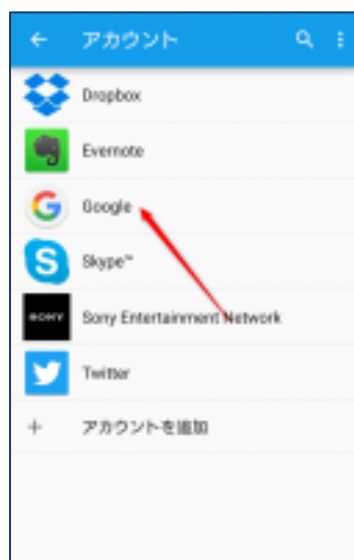 アカウント
Dropbox
Evernote
Google
Skype™
SONY
Sony Entertainment Network
Twitter
アカウントを追加